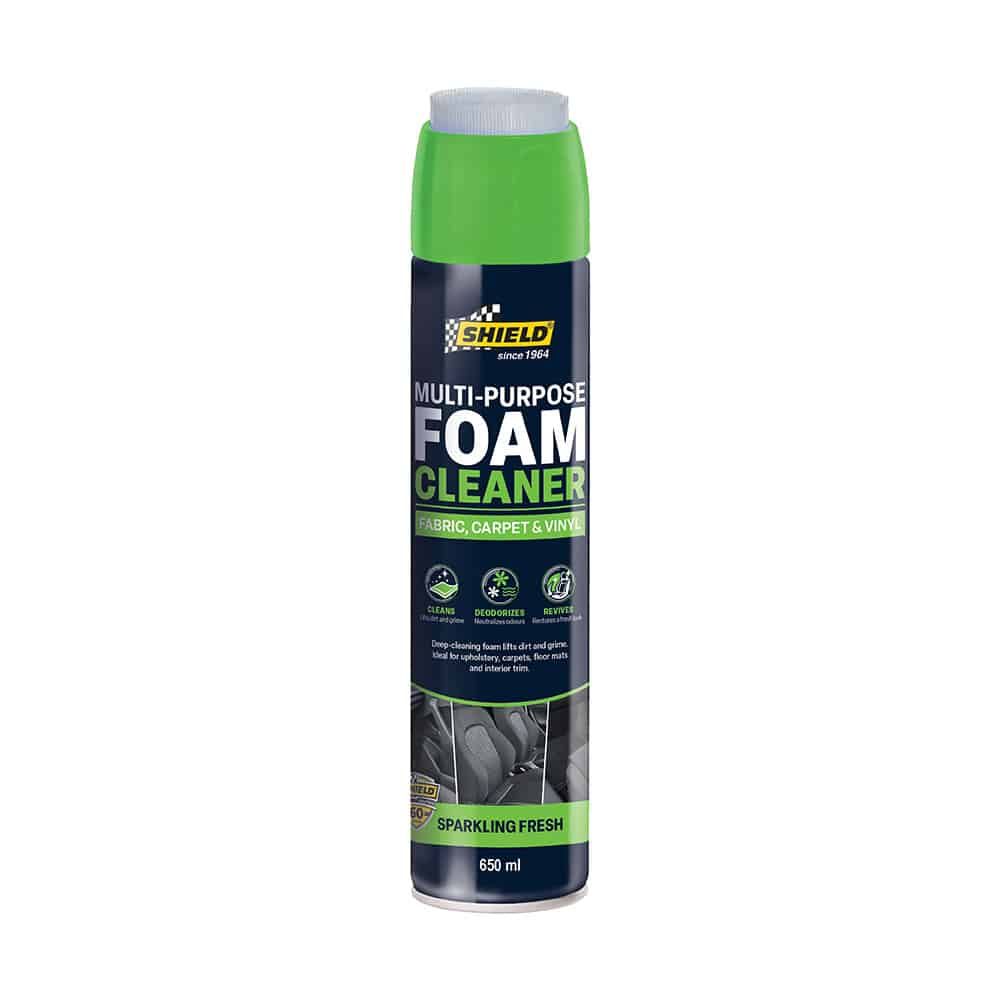 SHIELD®
since 1964
MULTI-PURPOSE
FOAM
CLEANER
FABRIC, CARPET & VINYL
CLEANS
DEODORIZES
REVIVES
Lifts dirt and grime
Neutralizes odours
Restores a fresh look
Deep-cleaning foam lifts dirt and grime.
Ideal for upholstery, carpets, floor mats
and interior trim.
SHIELD
60
SPARKLING FRESH
650 ml